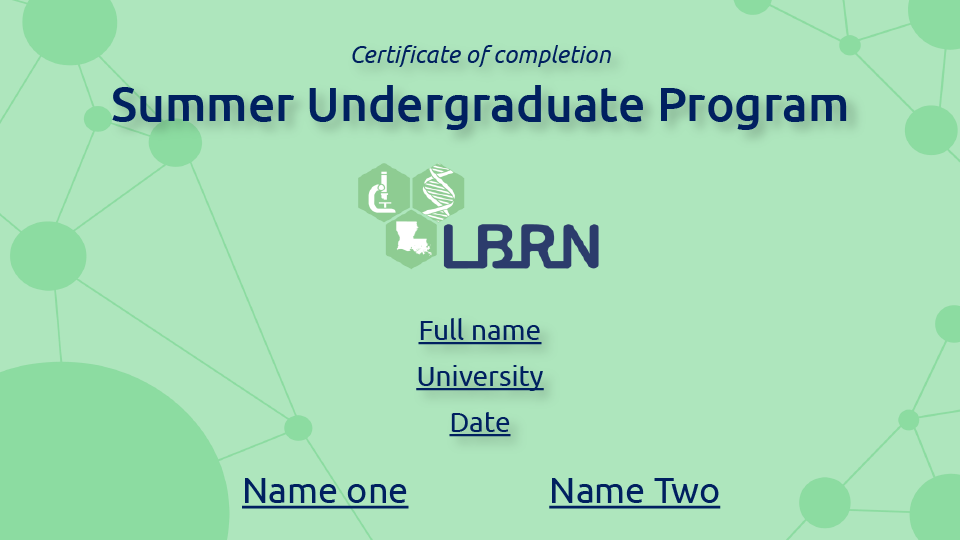 Certificate of completion
Summer Undergraduate Program
LBRN
Full name
University
Date
Name one
Name Two